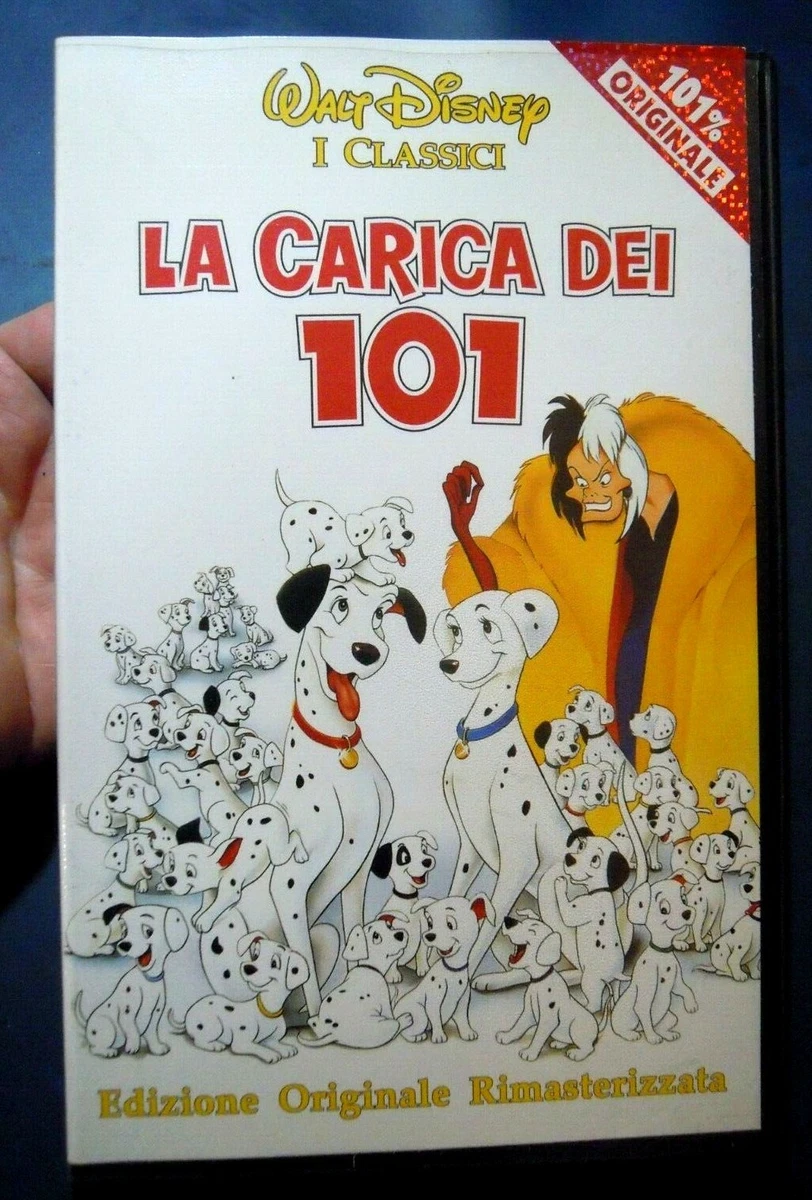 WALT DISNEY
I CLASSICI
101%
ORIGINALE
LA CARICA DEI
101
Edizione Originale Rimasterizzata